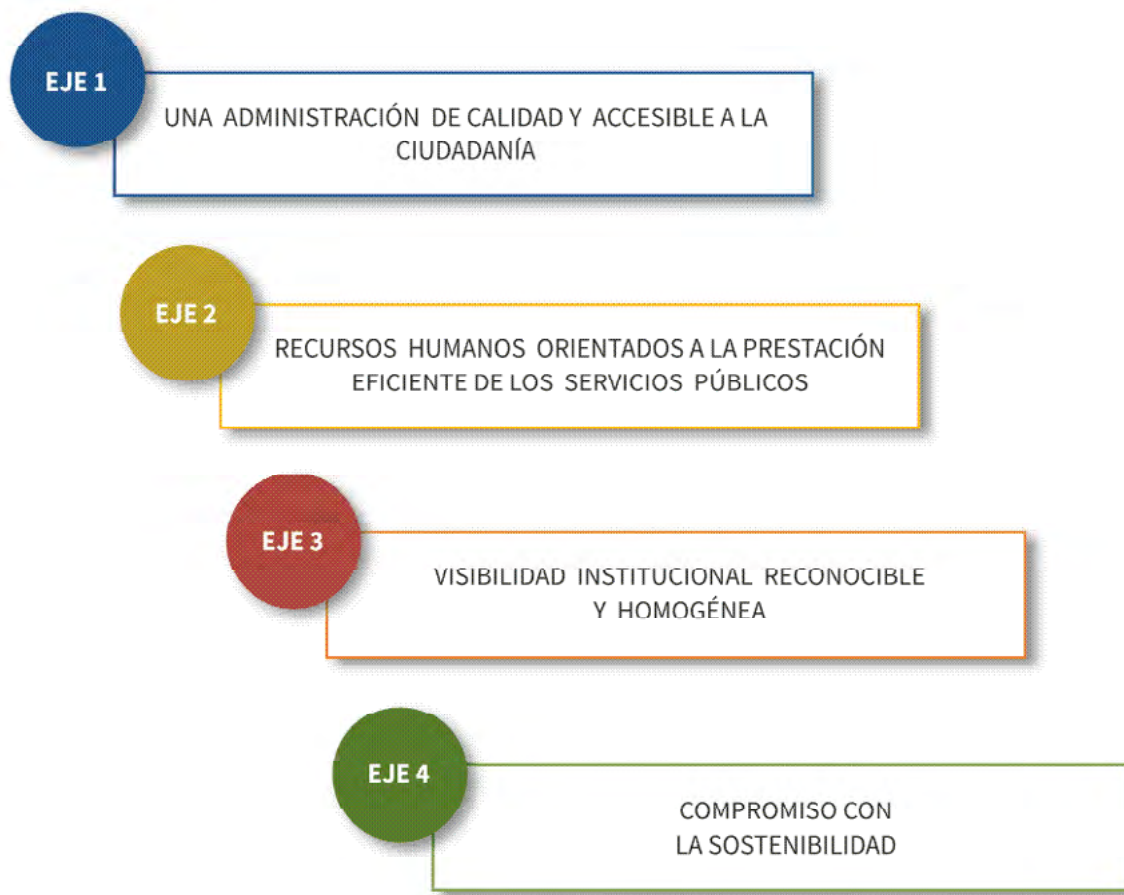 EJE 1
UNA ADMINISTRACIÓN DE CALIDAD Y ACCESIBLE A LA
CIUDADANÍA
EJE 2
RECURSOS HUMANOS ORIENTADOS A LA PRESTACIÓN
EFICIENTE DE LOS SERVICIOS PÚBLICOS
EJE 3
VISIBILIDAD INSTITUCIONAL RECONOCIBLE
Y HOMOGÉNEA
EJE 4
COMPROMISO CON
LA SOSTENIBILIDAD